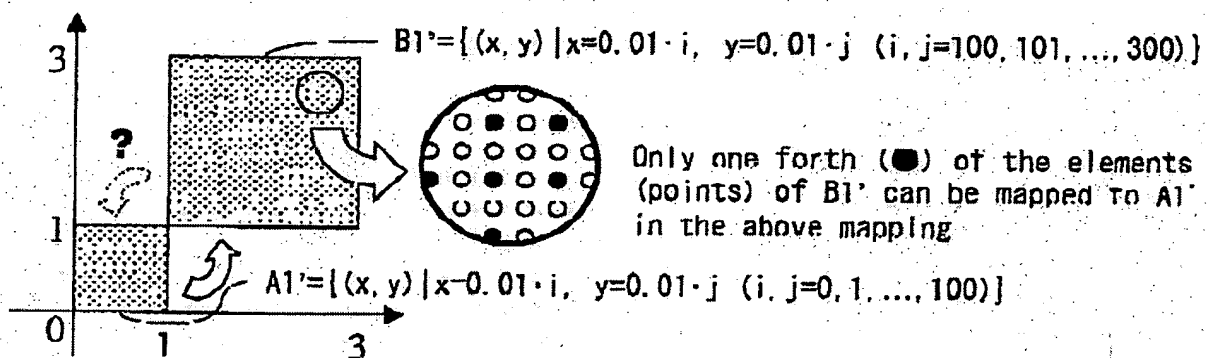 3
B1'={(x, y)|x=0.01·i, y=0.01·j (i, j=100, 101, ..., 300)}
?
Only one forth (●) of the elements
(points) of B1' can be mapped to A1'
in the above mapping
1
A1'={(x, y)|x=0.01·i, y=0.01·j (i, j=0, 1, ..., 100)}
0
1
3